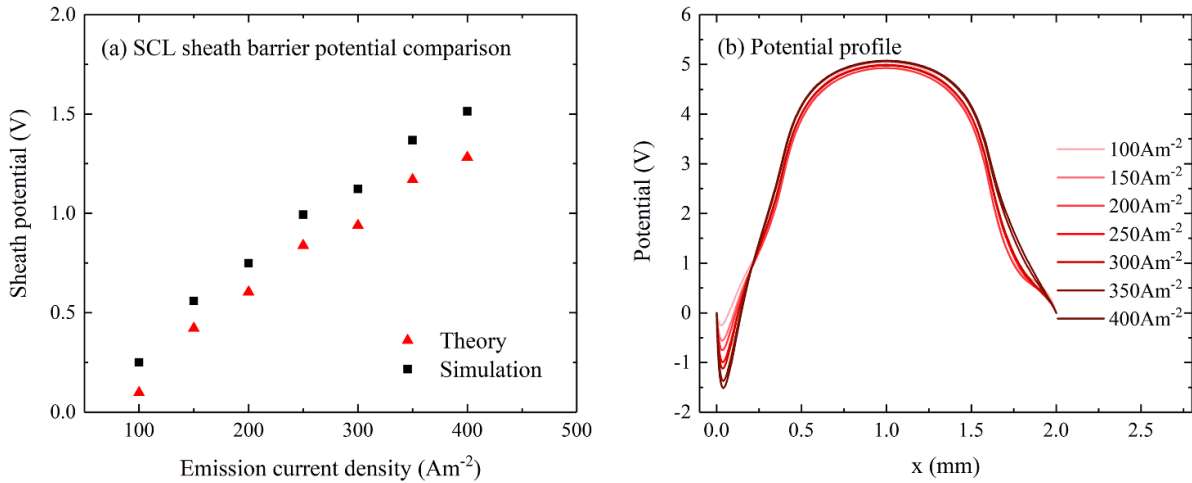 (a) SCL sheath barrier potential comparison
2.0
1.5
1.0
0.5
0.0
Sheath potential (V)
Theory
Simulation
100
200
300
400
500
Emission current density (Am⁻²)
(b) Potential profile
6
5
4
3
2
1
0
-1
-2
Potential (V)
100Am⁻²
150Am⁻²
200Am⁻²
250Am⁻²
300Am⁻²
350Am⁻²
400Am⁻²
0.0
0.5
1.0
1.5
2.0
2.5
x (mm)